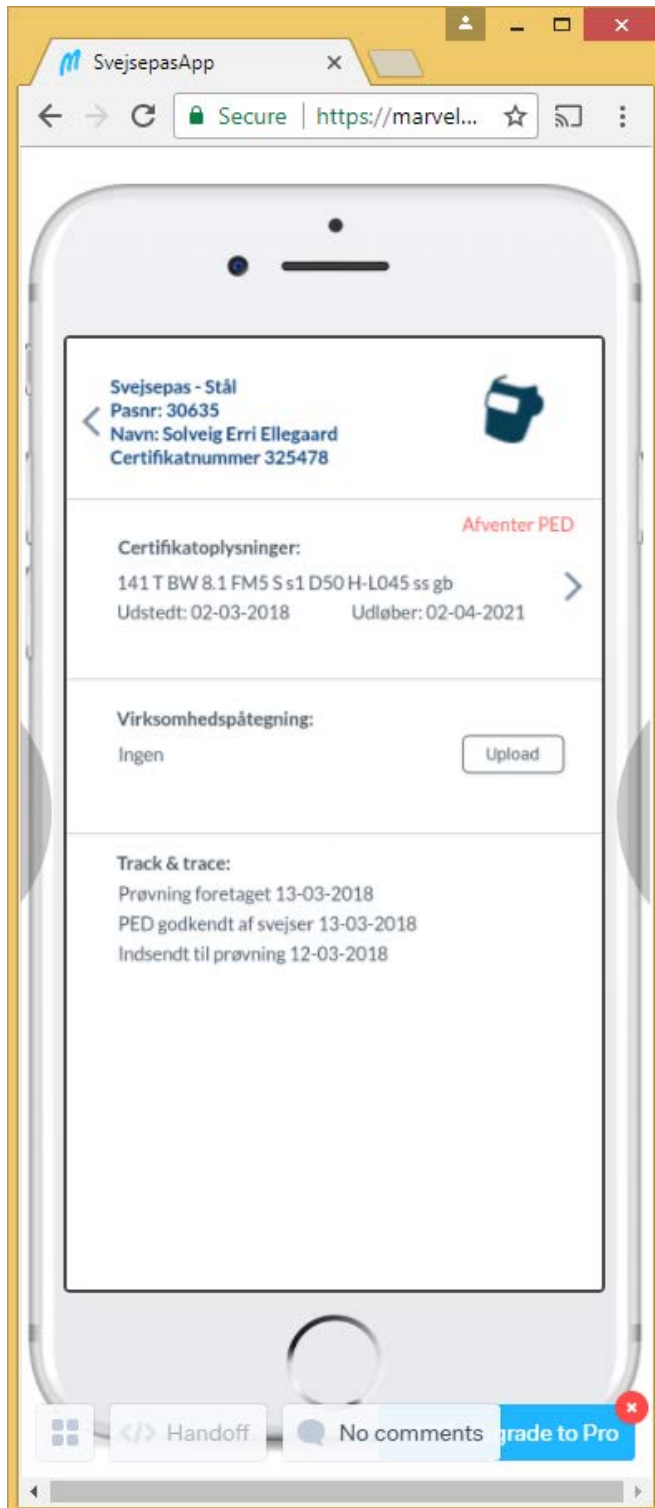 SvejsepasApp
Secure | https://marvel...
Svejsepas - Stål
Pasnr: 30635
Navn: Solveig Erri Ellegaard
Certifikatnummer 325478
Afventer PED
Certifikatoplysninger:
141 T BW 8.1 FM5 S s1 D50 H-L045 ss gb
Udstedt: 02-03-2018 Udløber: 02-04-2021
Virksomhedspåtegning:
Ingen Upload
Track & trace:
Prøvning foretaget 13-03-2018
PED godkendt af svejser 13-03-2018
Indsendt til prøvning 12-03-2018
</> Handoff No comments grade to Pro